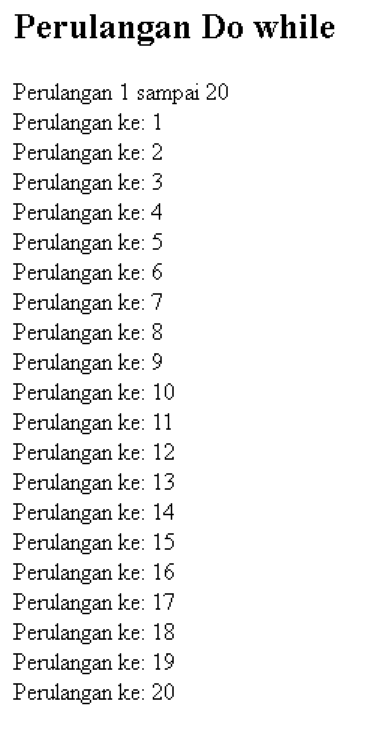 Perulangan Do while
Perulangan 1 sampai 20
Perulangan ke: 1
Perulangan ke: 2
Perulangan ke: 3
Perulangan ke: 4
Perulangan ke: 5
Perulangan ke: 6
Perulangan ke: 7
Perulangan ke: 8
Perulangan ke: 9
Perulangan ke: 10
Perulangan ke: 11
Perulangan ke: 12
Perulangan ke: 13
Perulangan ke: 14
Perulangan ke: 15
Perulangan ke: 16
Perulangan ke: 17
Perulangan ke: 18
Perulangan ke: 19
Perulangan ke: 20